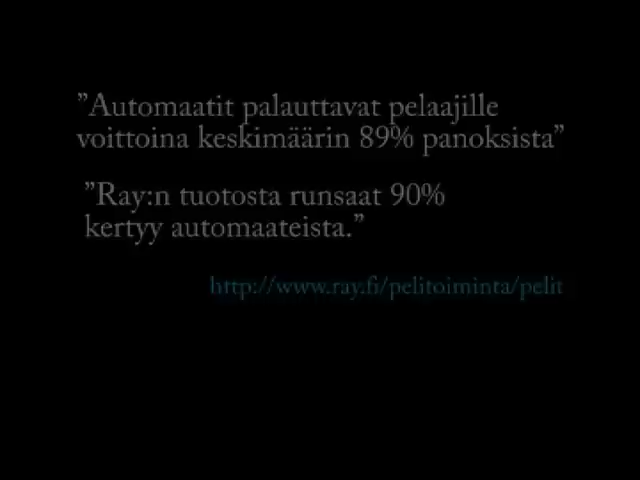 ”Automaatit palauttavat pelaajille
voittoina keskimäärin 89% panoksista”
”Ray:n tuotosta runsaat 90%
kertyy automaateista.”
http://www.ray.fi/pelitoiminta/pelit